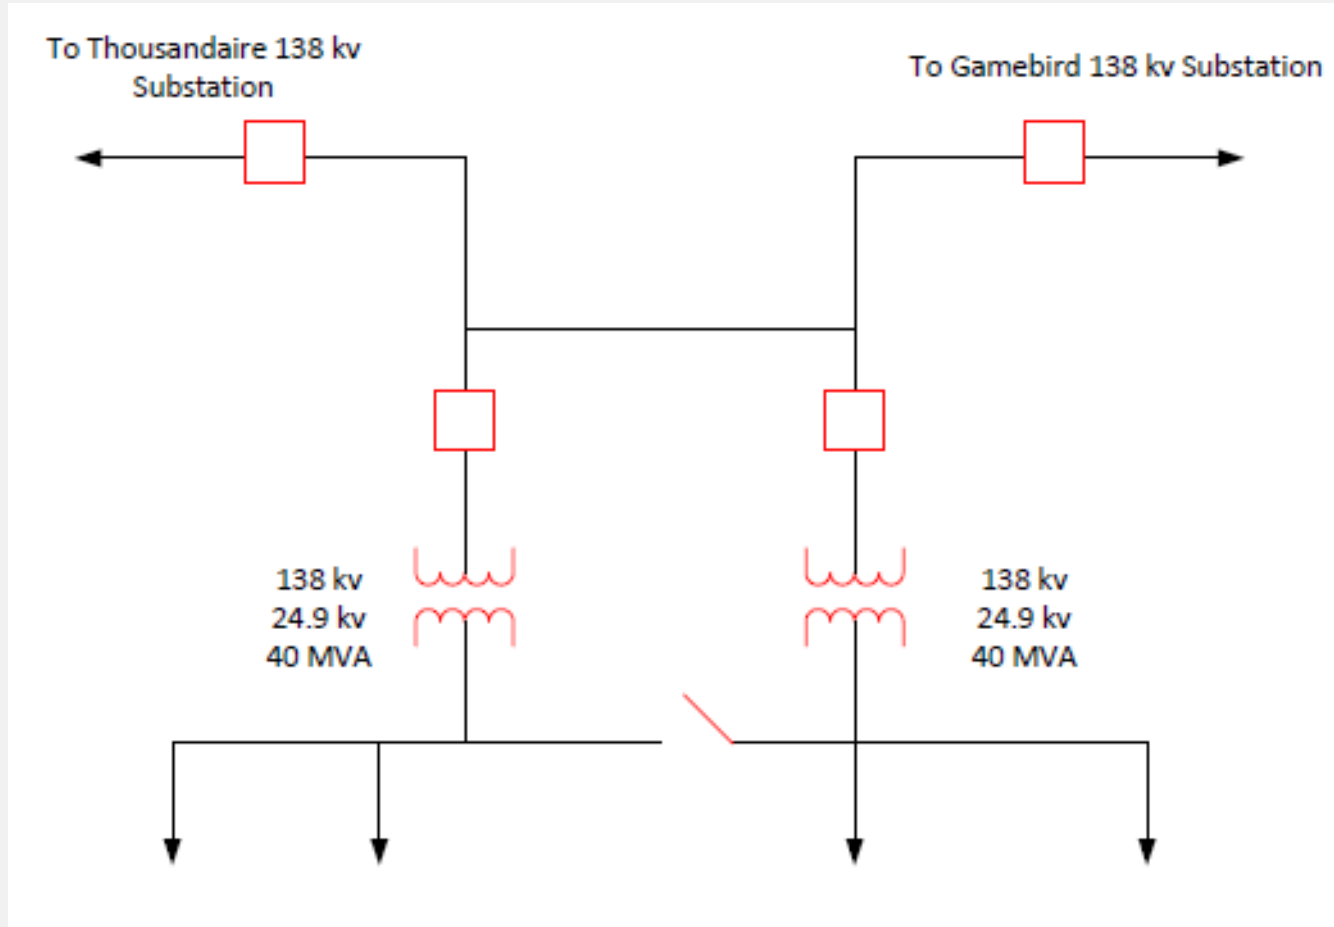 To Thousandaire 138 kv
Substation
To Gamebird 138 kv Substation
138 kv
24.9 kv
40 MVA
138 kv
24.9 kv
40 MVA